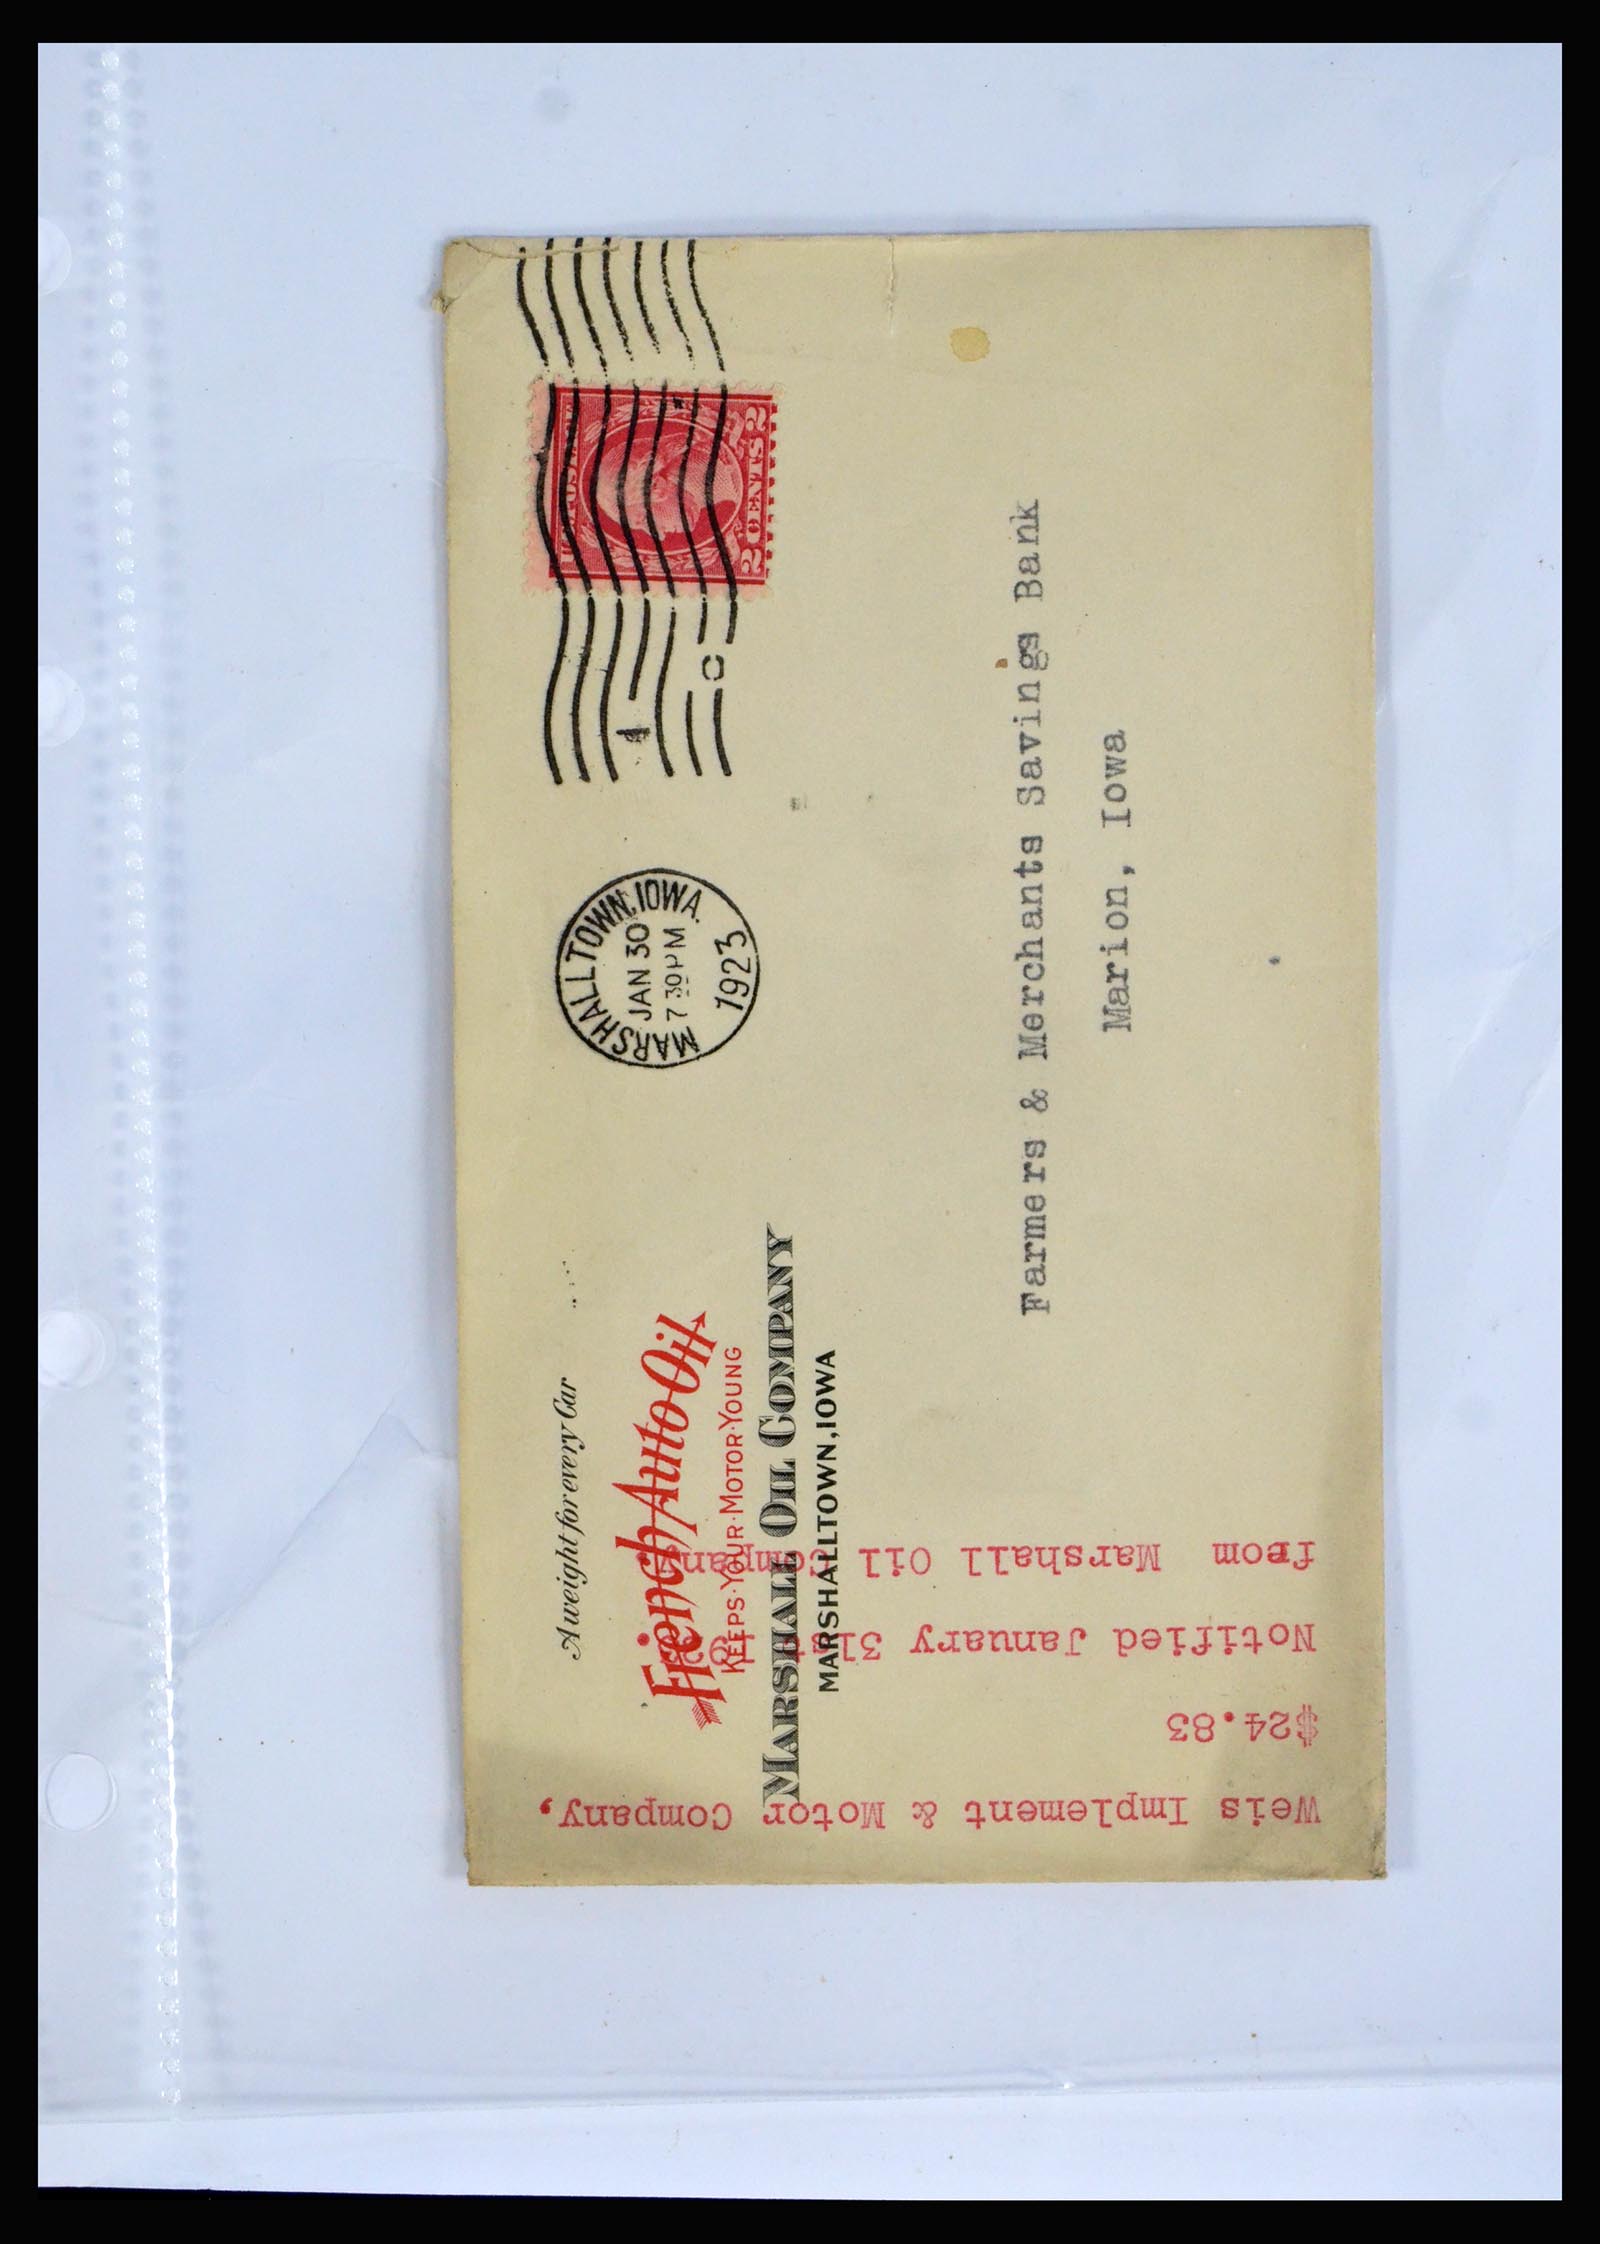 A weight for every Car
French Auto Oil
KEEPS·YOUR·MOTOR·YOUNG
MARSHALL OIL COMPANY
MARSHALLTOWN, IOWA
MARSHALLTOWN, IOWA.
JAN 30
7 30 PM
1923
1
C
2 CENTS 2
Farmers & Merchants Savings Bank
Marion, Iowa
Weis Implement & Motor Company,
$24.83
Notified January 31st
from Marshall Oil Company.